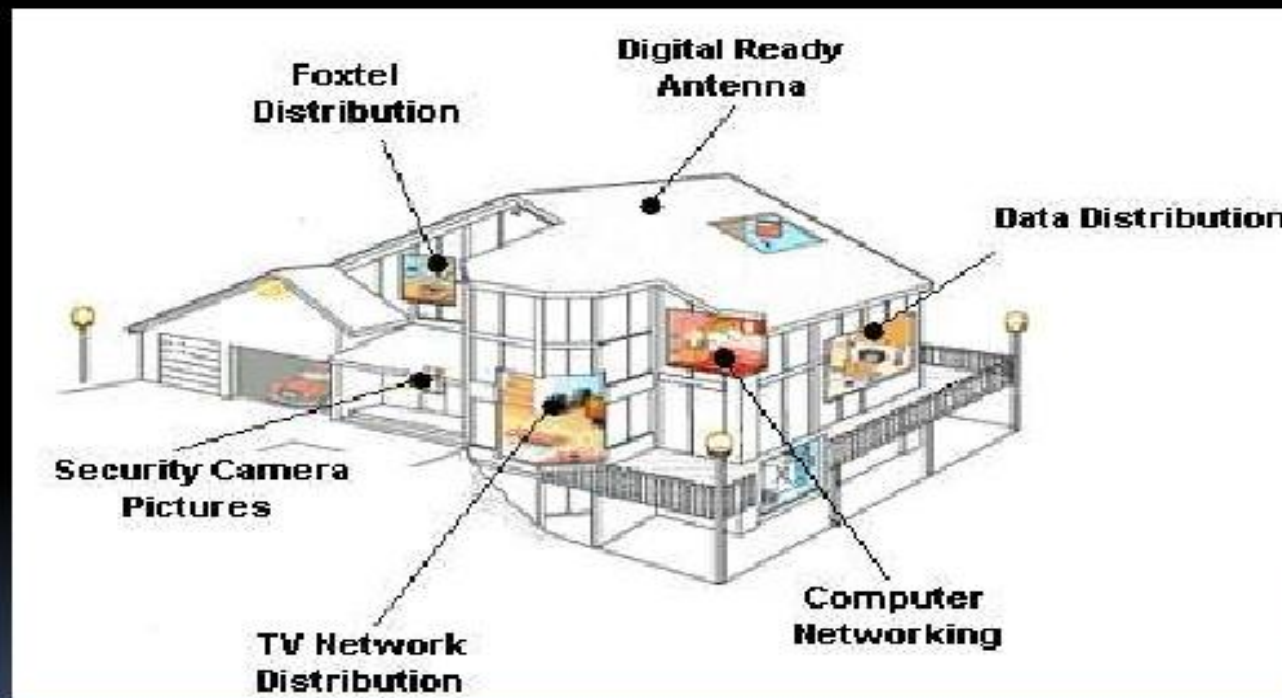 Foxtel
Distribution
Digital Ready
Antenna
Data Distribution
Security Camera
Pictures
TV Network
Distribution
Computer
Networking